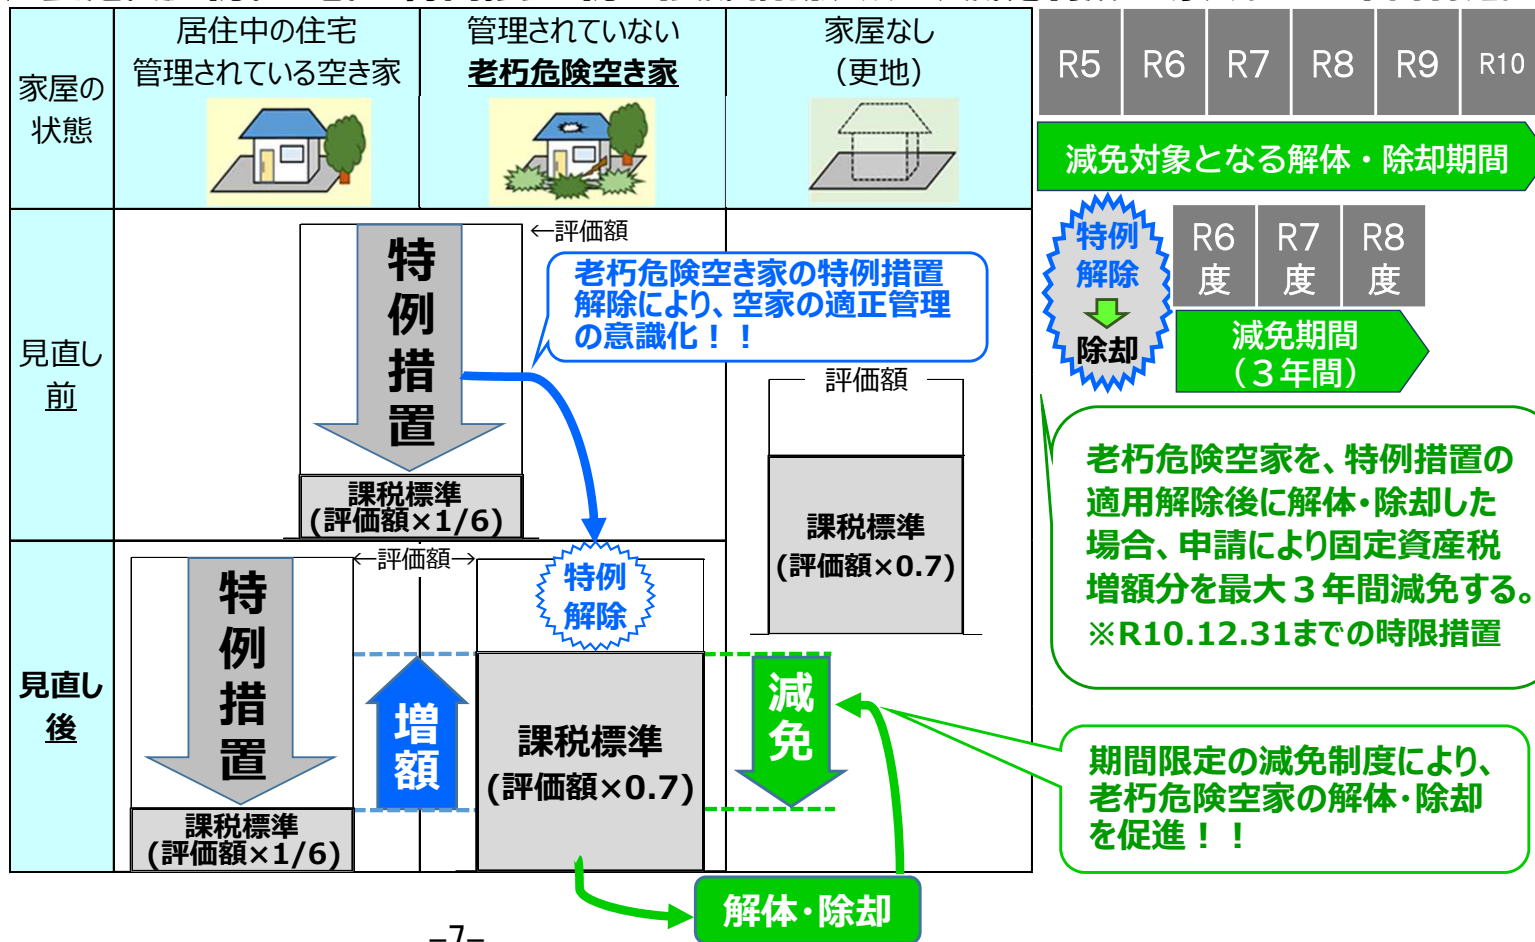 家屋の
状態
居住中の住宅
管理されている空き家
管理されていない
老朽危険空き家
家屋なし
（更地）
見直し
前
特例措置
←評価額
課税標準
(評価額×1/6)
老朽危険空き家の特例措置
解除により、空家の適正管理
の意識化！！
評価額
課税標準
(評価額×0.7)
見直し
後
特例措置
課税標準
(評価額×1/6)
←評価額→
増額
特例
解除
課税標準
(評価額×0.7)
減免
解体・除却
R5 R6 R7 R8 R9 R10
減免対象となる解体・除却期間
特例
解除
除却
R6
度
R7
度
R8
度
減免期間
（３年間）
老朽危険空家を、特例措置の
適用解除後に解体・除却した
場合、申請により固定資産税
増額分を最大３年間減免する。
※R10.12.31までの時限措置
期間限定の減免制度により、
老朽危険空家の解体・除却
を促進！！
−7−